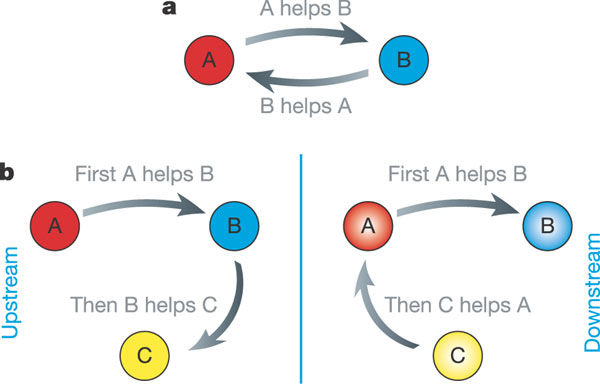 a
A helps B
A
B
B helps A
b
First A helps B
A
B
Then B helps C
C
Upstream
First A helps B
A
B
Then C helps A
C
Downstream